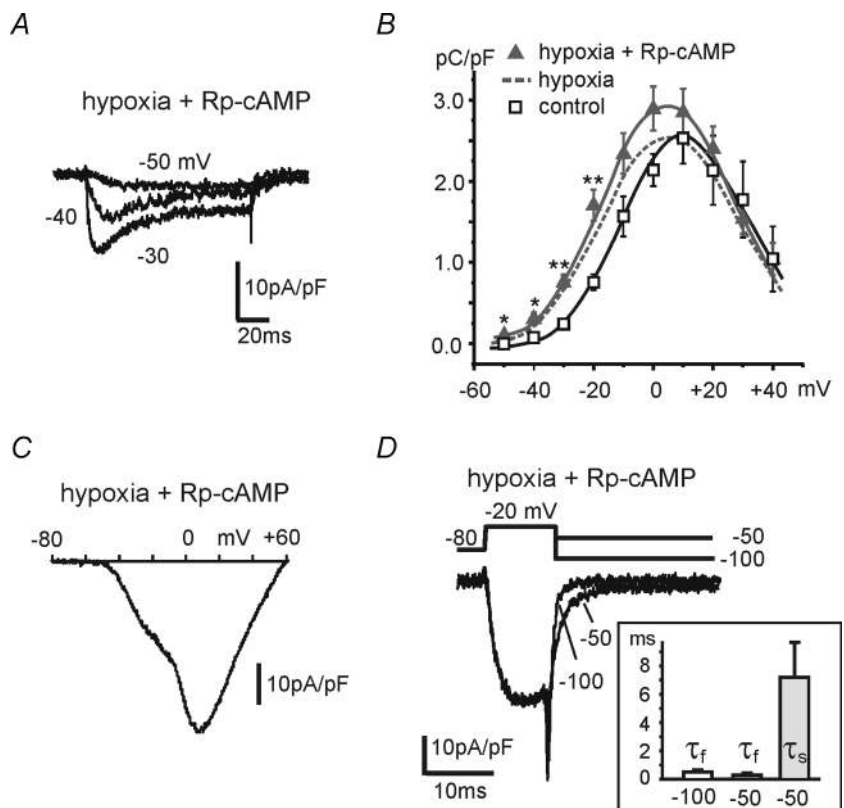 A
hypoxia + Rp-cAMP
-50 mV
-40
-30
10pA/pF
20ms
B
pC/pF
hypoxia + Rp-cAMP
hypoxia
control
3.0
2.0
1.0
0.0
*
*
**
**
-60 -40 -20 0 +20 +40 mV
C
hypoxia + Rp-cAMP
-80 0 mV +60
10pA/pF
D
hypoxia + Rp-cAMP
-20 mV
-80
-50
-100
-50
-100
10pA/pF
10ms
ms
8
6
4
2
0
τf τf τs
-100 -50 -50